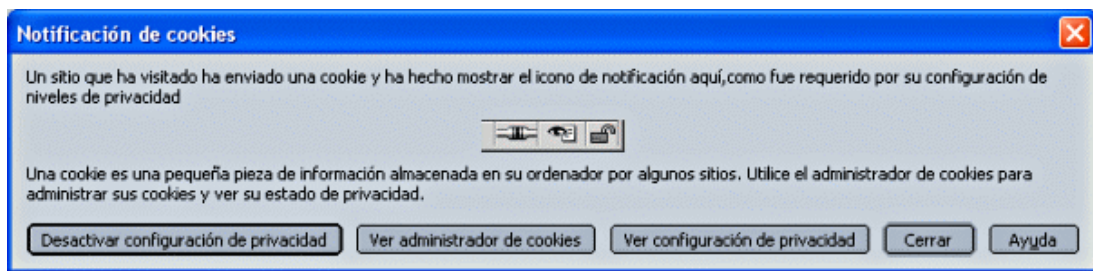 Notificación de cookies
Un sitio que ha visitado ha enviado una cookie y ha hecho mostrar el icono de notificación aquí,como fue requerido por su configuración de
niveles de privacidad
Una cookie es una pequeña pieza de información almacenada en su ordenador por algunos sitios. Utilice el administrador de cookies para
administrar sus cookies y ver su estado de privacidad.
Desactivar configuración de privacidad Ver administrador de cookies Ver configuración de privacidad Cerrar Ayuda